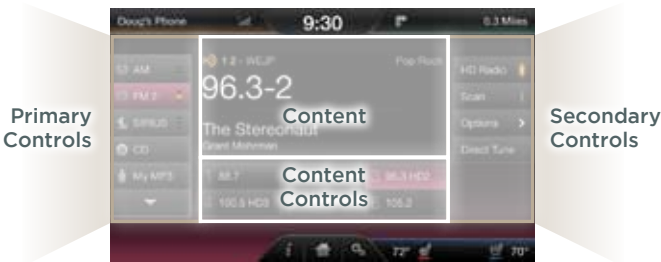 Doug's Phone
9:30
0.3 Miles
AM
FM 2
SIRIUS
CD
My MP3
Primary
Controls
12 - WEJP
Pop Rock
96.3-2
The Stereonaut
Grant Mohrman
Content
Content
Controls
88.7
96.3 HD2
100.5 HD3
105.2
HD Radio
Scan
Options
Direct Tune
Secondary
Controls
72°
70°